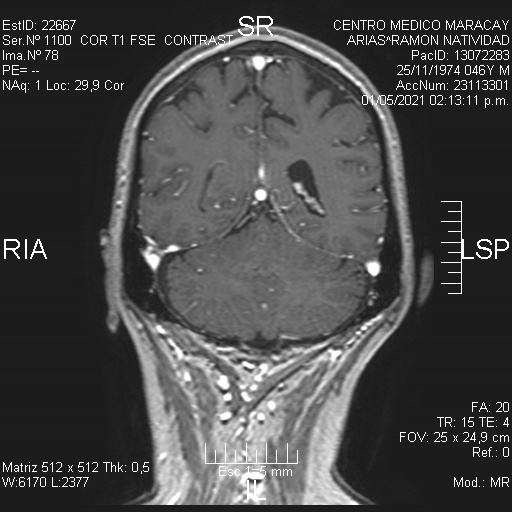 EstID: 22667
Ser.Nº 1100 COR T1 FSE CONTRAST
Ima.Nº 78
PE= --
NAq: 1 Loc: 29,9 Cor
SR
CENTRO MEDICO MARACAY
ARIAS^RAMON NATIVIDAD
PacID: 13072283
25/11/1974 046Y M
AccNum: 23113301
01/05/2021 02:13:11 p.m.
RIA
LSP
FA: 20
TR: 15 TE: 4
FOV: 25 x 24,9 cm
Ref.: 0
Mod.: MR
Matriz 512 x 512 Thk: 0,5
W:6170 L:2377
Esc 1=5 mm
IL